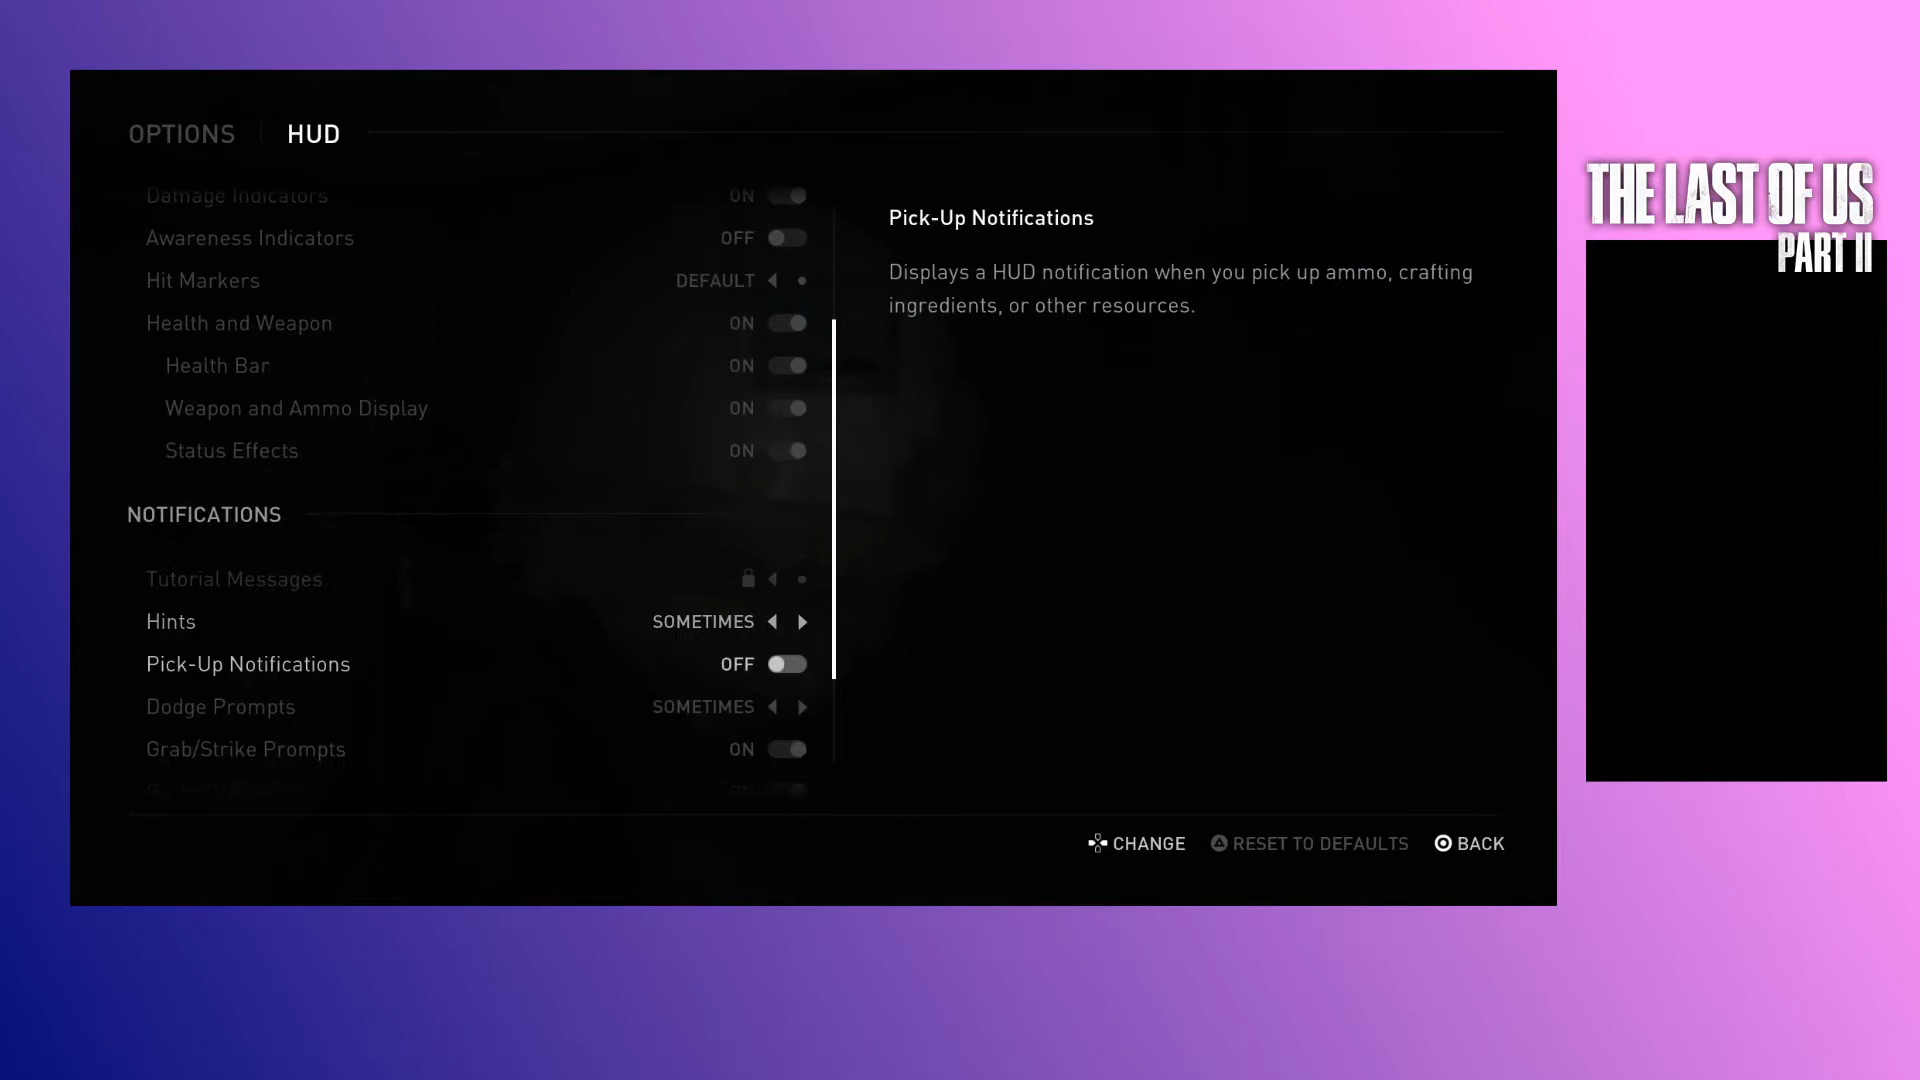 OPTIONS HUD
Damage Indicators ON
Awareness Indicators OFF
Hit Markers DEFAULT
Health and Weapon ON
Health Bar ON
Weapon and Ammo Display ON
Status Effects ON
NOTIFICATIONS
Tutorial Messages
Hints SOMETIMES
Pick-Up Notifications OFF
Dodge Prompts SOMETIMES
Grab/Strike Prompts ON
Pick-Up Notifications
Displays a HUD notification when you pick up ammo, crafting
ingredients, or other resources.
CHANGE RESET TO DEFAULTS BACK
THE LAST OF US
PART II